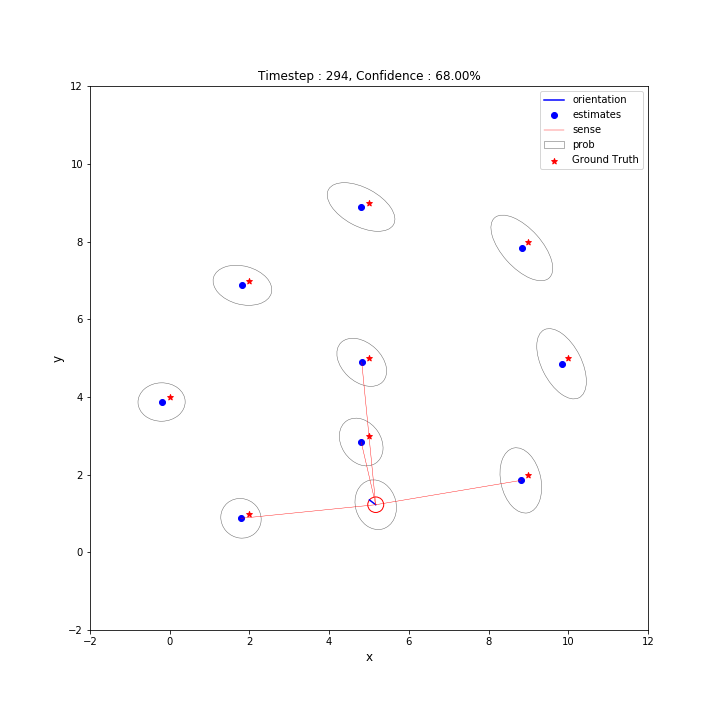 Timestep : 294, Confidence : 68.00%
orientation
estimates
sense
prob
Ground Truth
12
10
8
6
4
2
0
−2
y
−2 0 2 4 6 8 10 12
x